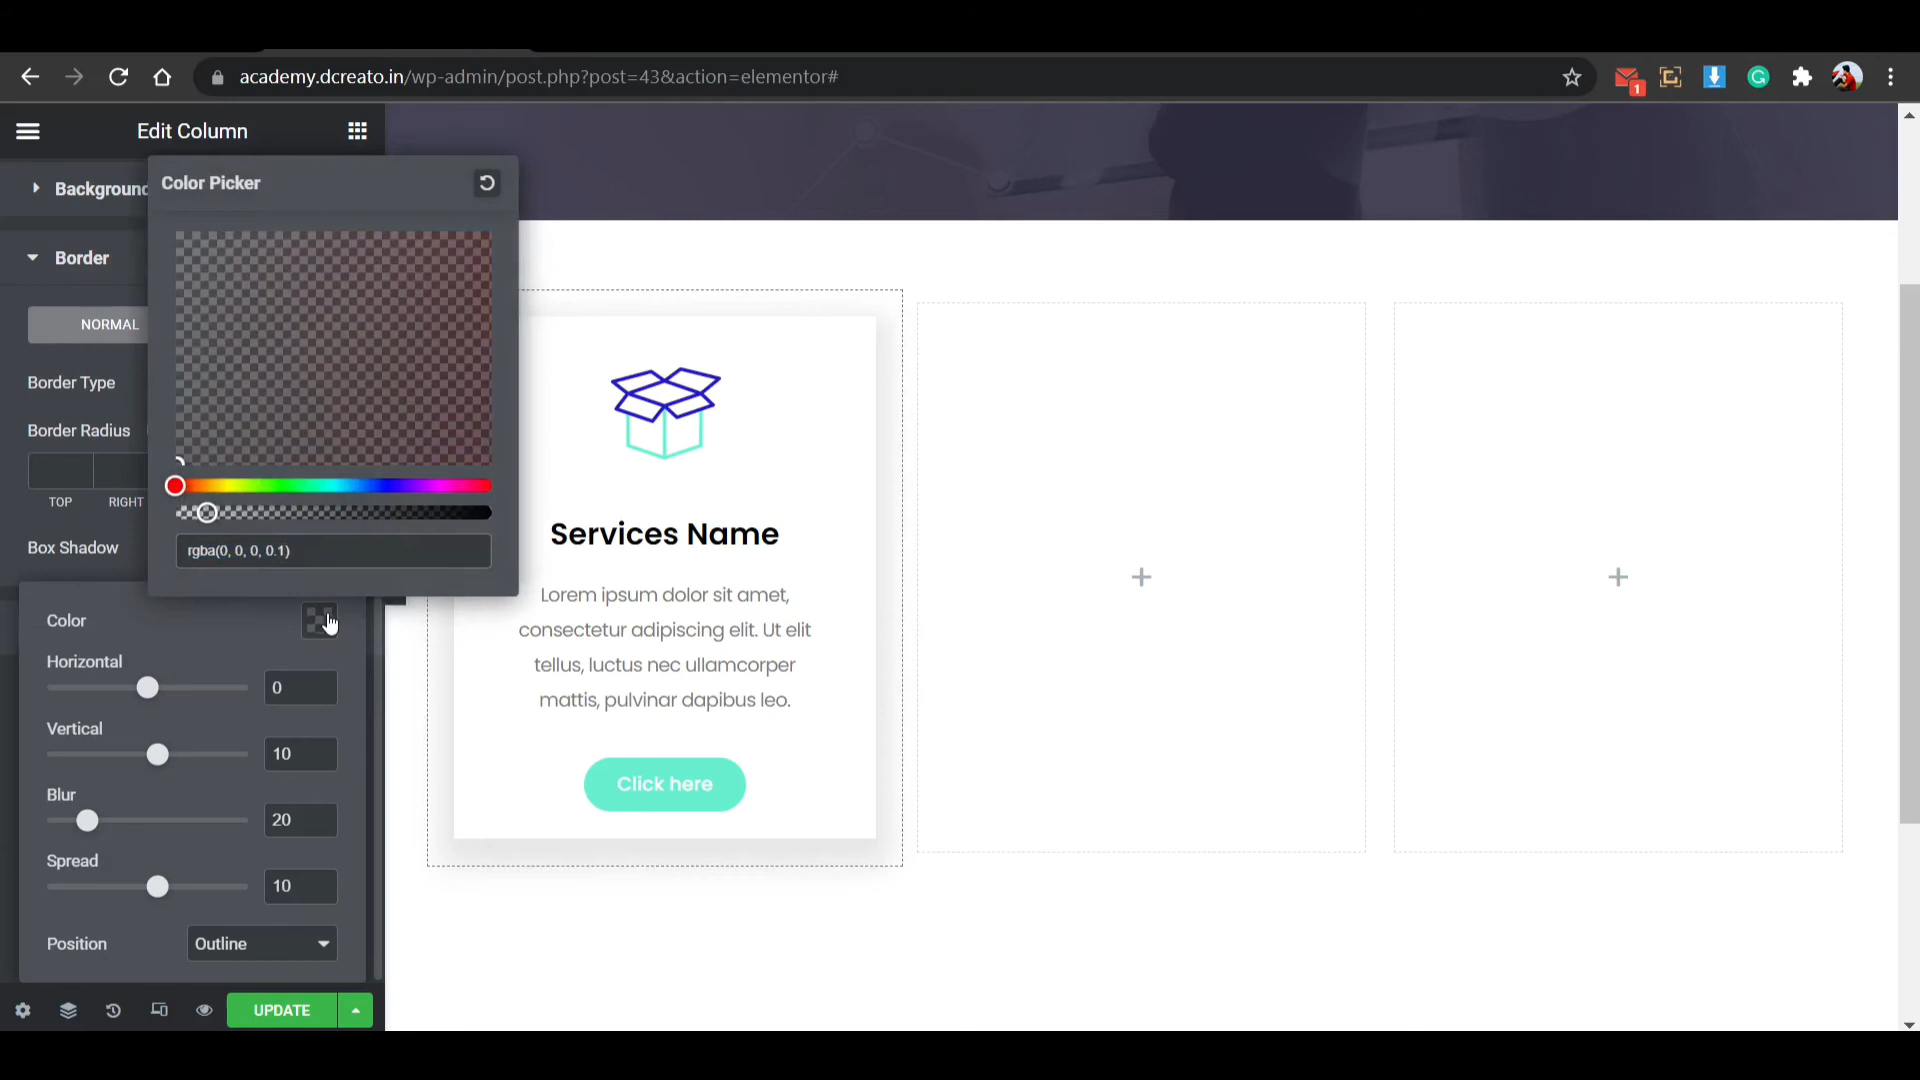 academy.dcreato.in/wp-admin/post.php?post=43&action=elementor#
1
Edit Column
Background
Color Picker
Border
NORMAL
Border Type
Border Radius
TOP
RIGHT
Box Shadow
rgba(0, 0, 0, 0.1)
Color
Horizontal
0
Vertical
10
Blur
20
Spread
10
Position
Outline
UPDATE
Services Name
Lorem ipsum dolor sit amet,
consectetur adipiscing elit. Ut elit
tellus, luctus nec ullamcorper
mattis, pulvinar dapibus leo.
Click here